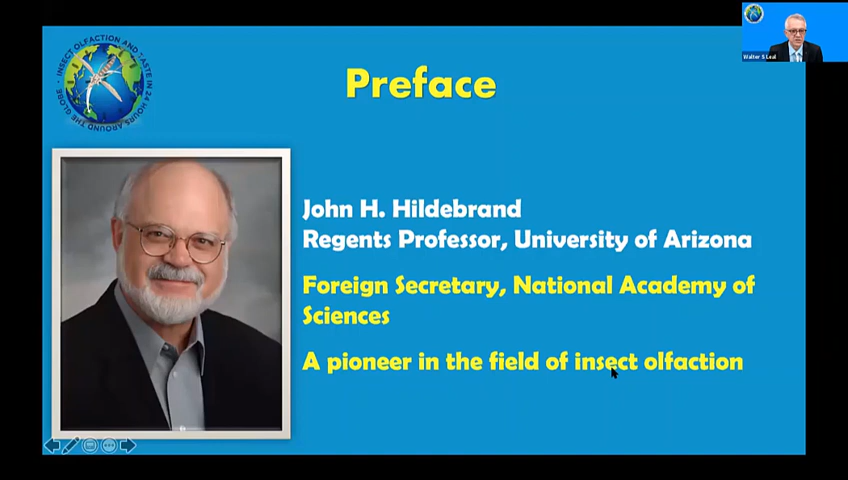 INSECT OLFACTION AND TASTE IN 24 HOURS AROUND THE GLOBE
Walter S Leal
Preface
John H. Hildebrand
Regents Professor, University of Arizona
Foreign Secretary, National Academy of
Sciences
A pioneer in the field of insect olfaction